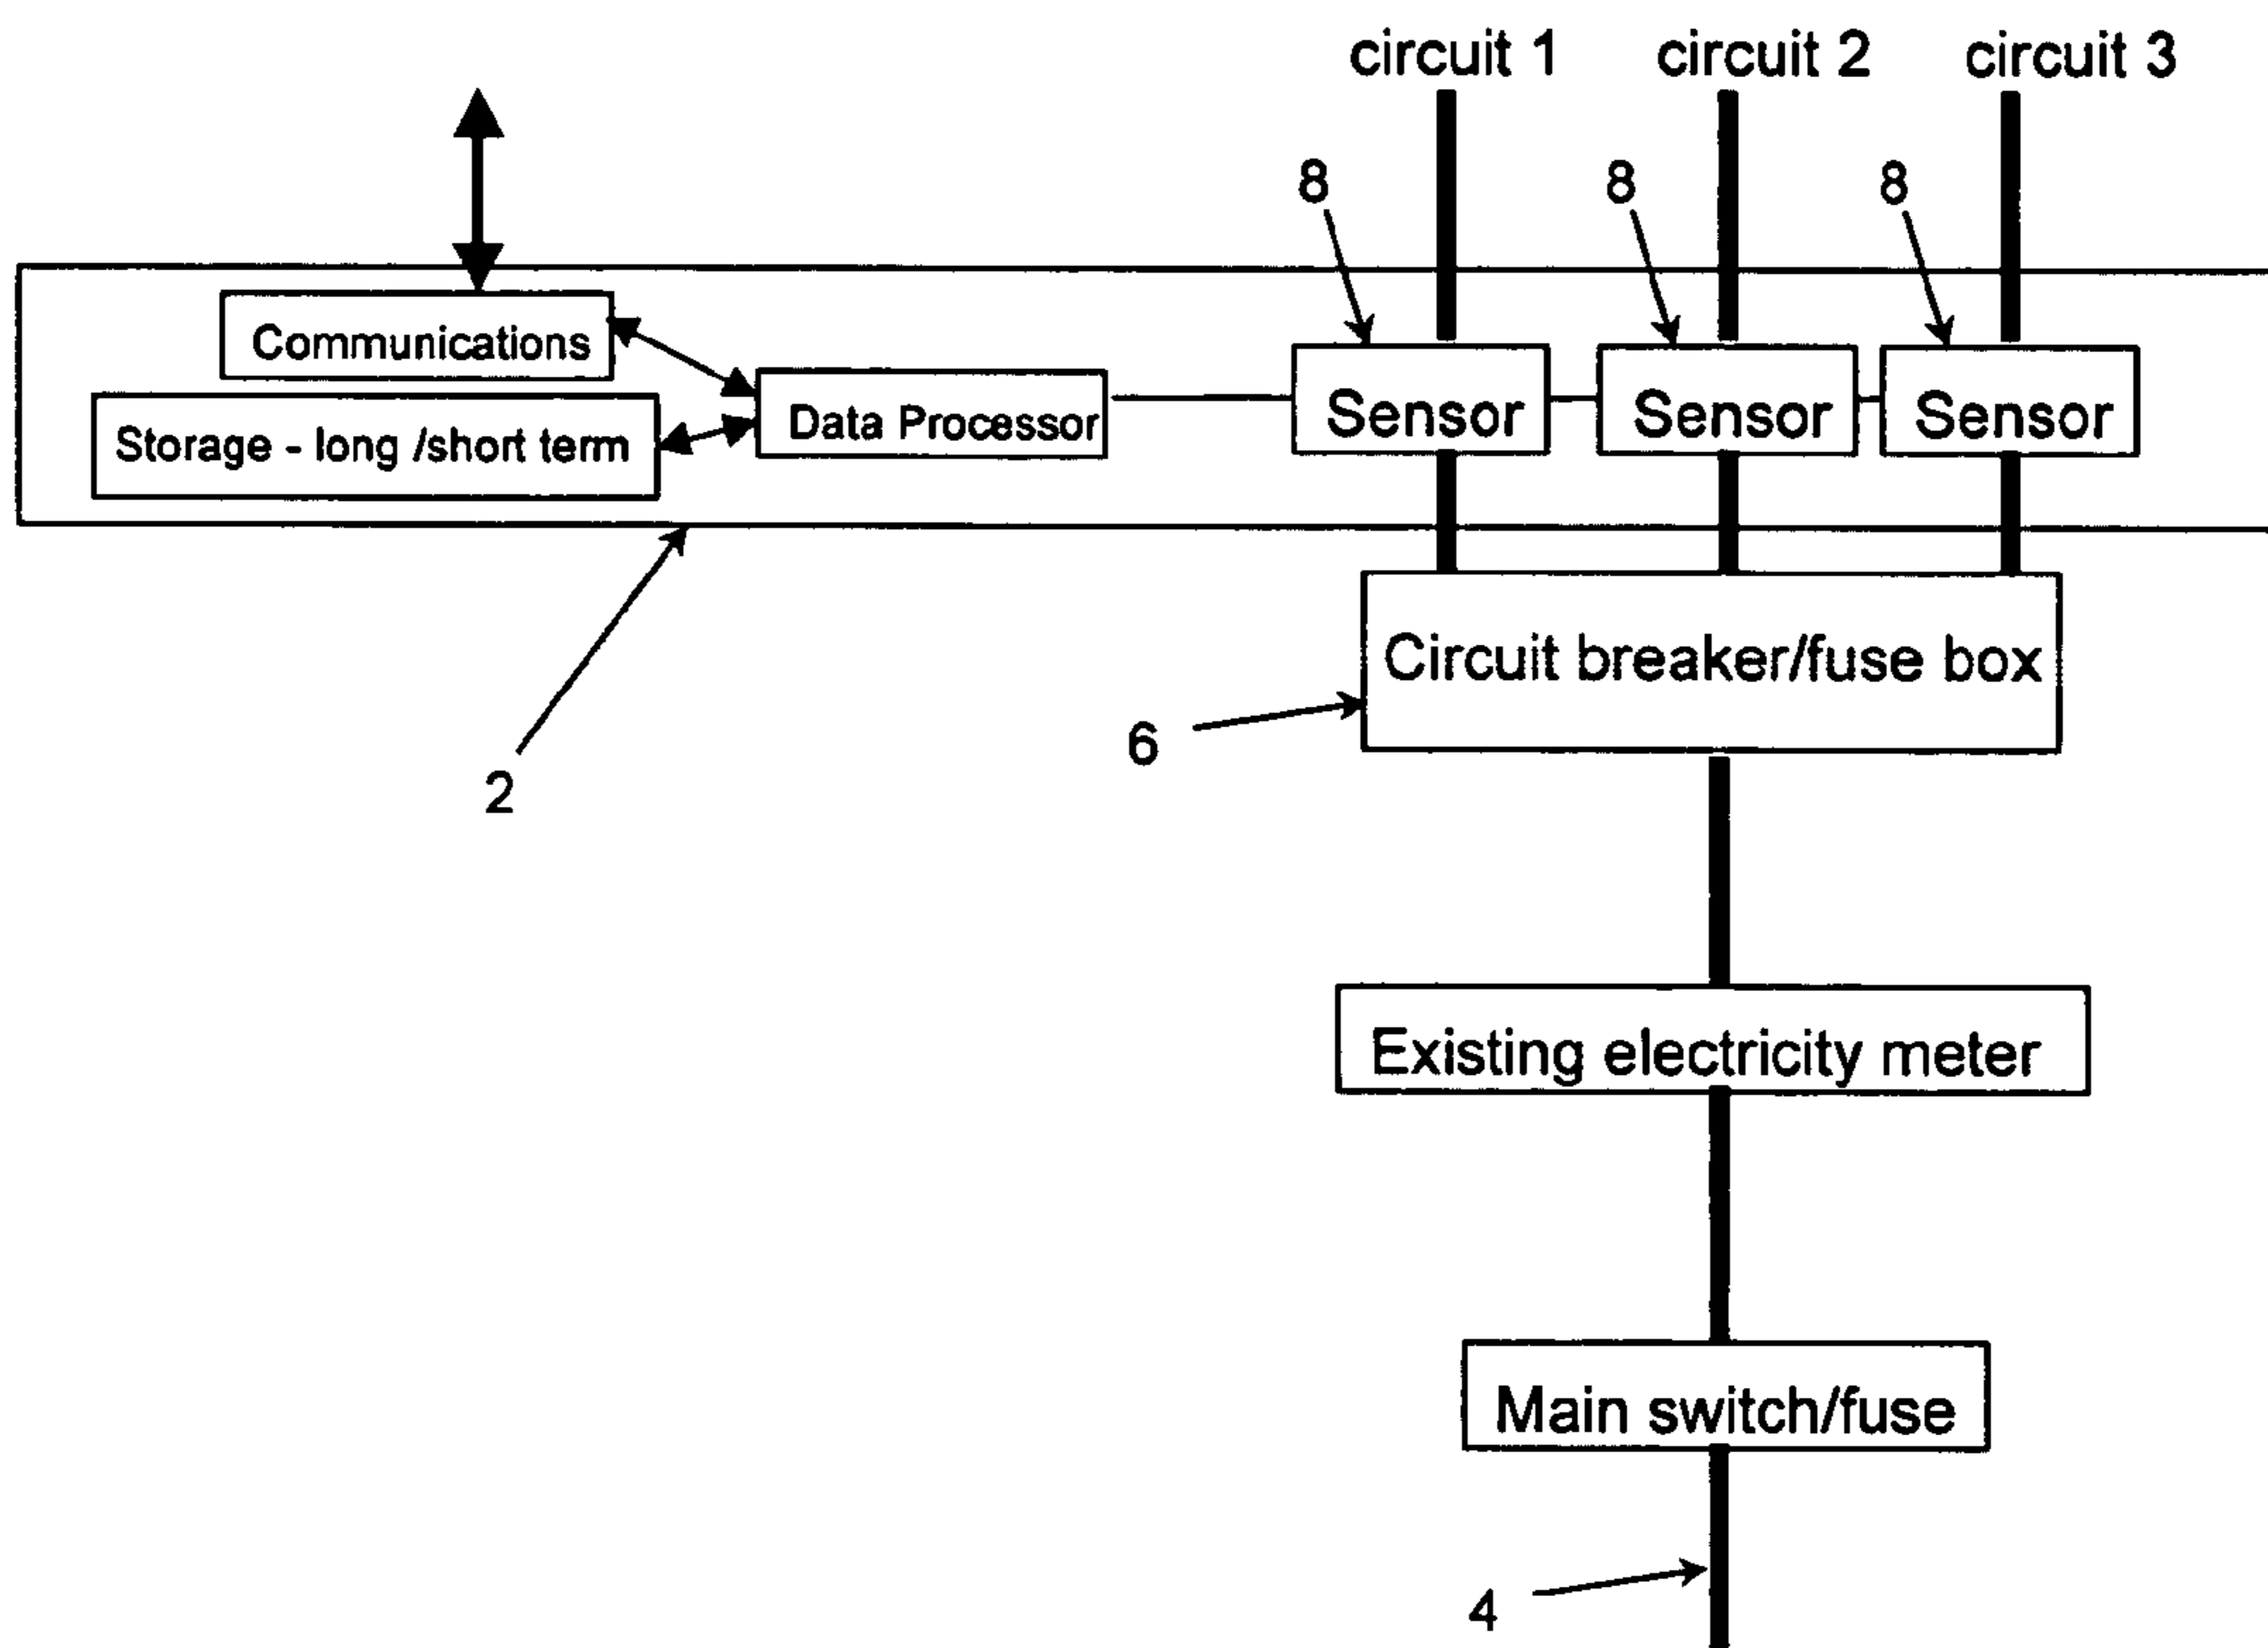 circuit 1 circuit 2 circuit 3
8 8 8
Communications
Storage - long /short term
Data Processor
Sensor Sensor Sensor
Circuit breaker/fuse box
6
2
Existing electricity meter
Main switch/fuse
4